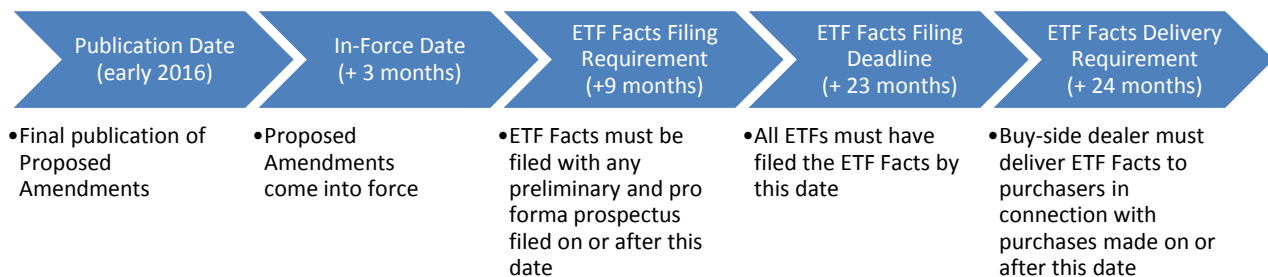 Publication Date
(early 2016)
In-Force Date
(+ 3 months)
ETF Facts Filing
Requirement
(+9 months)
ETF Facts Filing
Deadline
(+ 23 months)
ETF Facts Delivery
Requirement
(+ 24 months)
•Final publication of
Proposed
Amendments
•Proposed
Amendments
come into force
•ETF Facts must be
filed with any
preliminary and pro
forma prospectus
filed on or after this
date
•All ETFs must have
filed the ETF Facts by
this date
•Buy-side dealer must
deliver ETF Facts to
purchasers in
connection with
purchases made on or
after this date